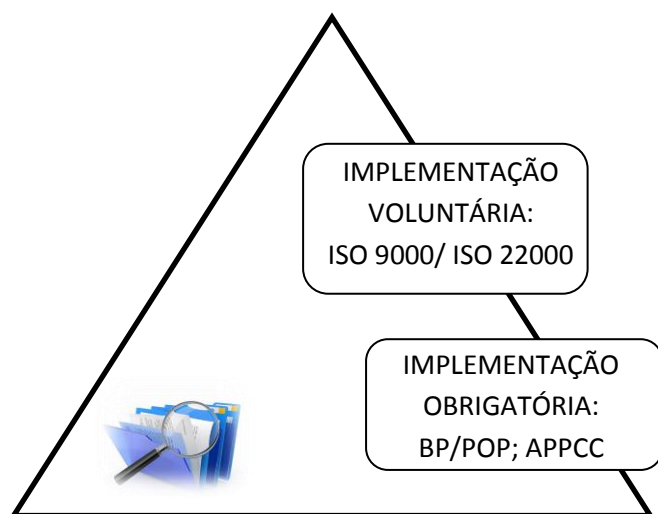 IMPLEMENTAÇÃO
VOLUNTÁRIA:
ISO 9000/ ISO 22000
IMPLEMENTAÇÃO
OBRIGATÓRIA:
BP/POP; APPCC